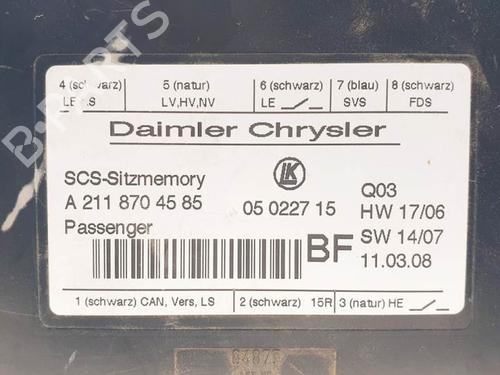 4 (schwarz) 5 (natur) 6 (schwarz) 7 (blau) 8 (schwarz)
LV,HV,NV LE SVS FDS
Daimler Chrysler
SCS-Sitzmemory LK Q03
A 211 870 45 85 05 0227 15 HW 17/06
Passenger BF SW 14/07
11.03.08
1 (schwarz) CAN, Vers, LS 2 (schwarz) 15R 3 (natur) HE
B-PARTS